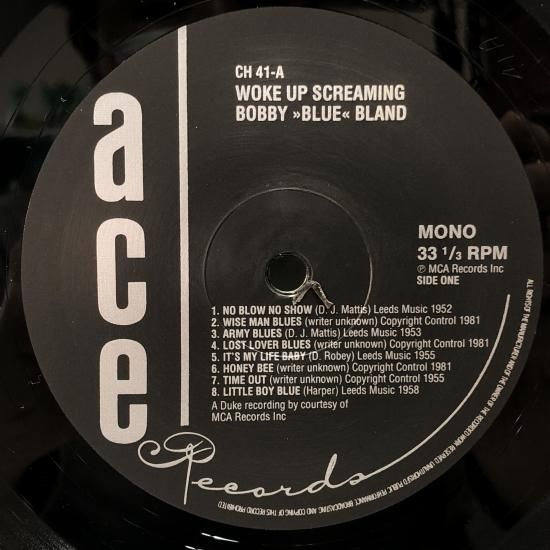 ace
Records
CH 41-A
WOKE UP SCREAMING
BOBBY »BLUE« BLAND
MONO
33 1/3 RPM
℗ MCA Records Inc
SIDE ONE
1. NO BLOW NO SHOW (D. J. Mattis) Leeds Music 1952
2. WISE MAN BLUES (writer unknown) Copyright Control 1981
3. ARMY BLUES (D. J. Mattis) Leeds Music 1953
4. LOST LOVER BLUES (writer unknown) Copyright Control 1981
5. IT'S MY LIFE BABY (D. Robey) Leeds Music 1955
6. HONEY BEE (writer unknown) Copyright Control 1981
7. TIME OUT (writer unknown) Copyright Control 1955
8. LITTLE BOY BLUE (Harper) Leeds Music 1958
A Duke recording by courtesy of
MCA Records Inc
ALL RIGHTS OF THE MANUFACTURER AND OF THE OWNER OF THE RECORDED WORK RESERVED. UNAUTHORISED PUBLIC PERFORMANCE, BROADCASTING AND COPYING OF THIS RECORD PROHIBITED